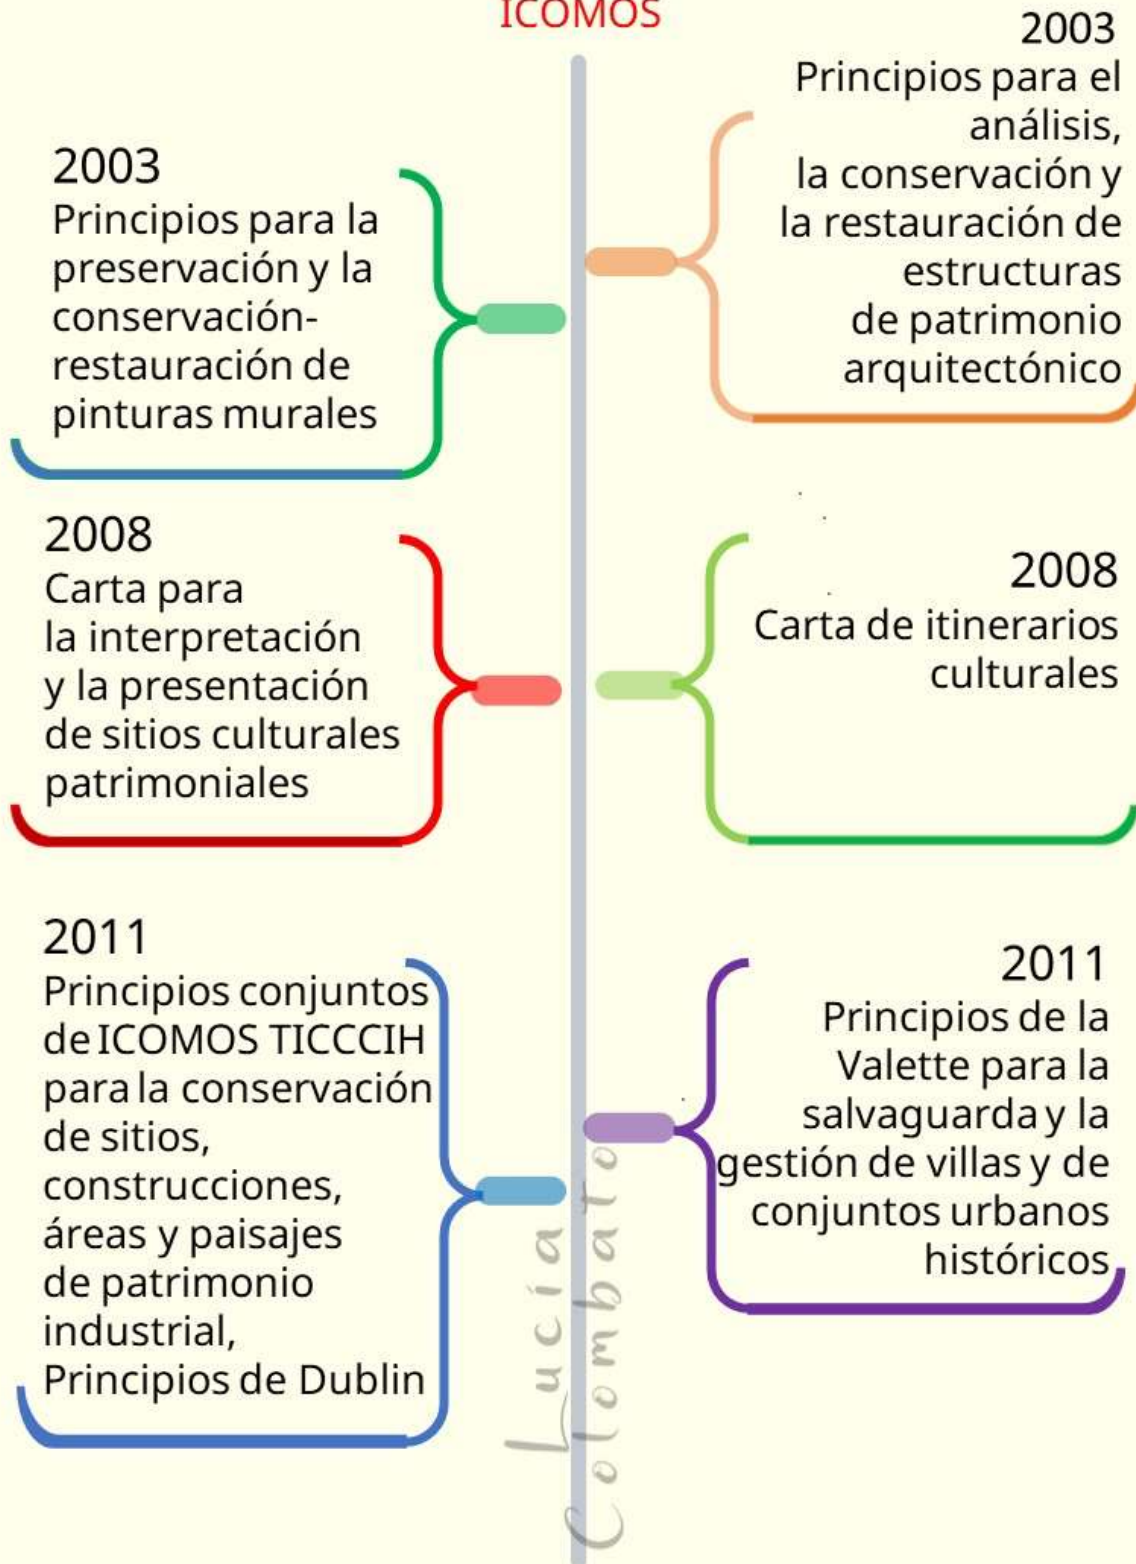 ICOMOS
2003
Principios para el
análisis,
la conservación y
la restauración de
estructuras
de patrimonio
arquitectónico
2003
Principios para la
preservación y la
conservación-
restauración de
pinturas murales
2008
Carta para
la interpretación
y la presentación
de sitios culturales
patrimoniales
2008
Carta de itinerarios
culturales
2011
Principios conjuntos
de ICOMOS TICCCIH
para la conservación
de sitios,
construcciones,
áreas y paisajes
de patrimonio
industrial,
Principios de Dublin
2011
Principios de la
Valette para la
salvaguarda y la
gestión de villas y de
conjuntos urbanos
históricos
Lucía
Colombato